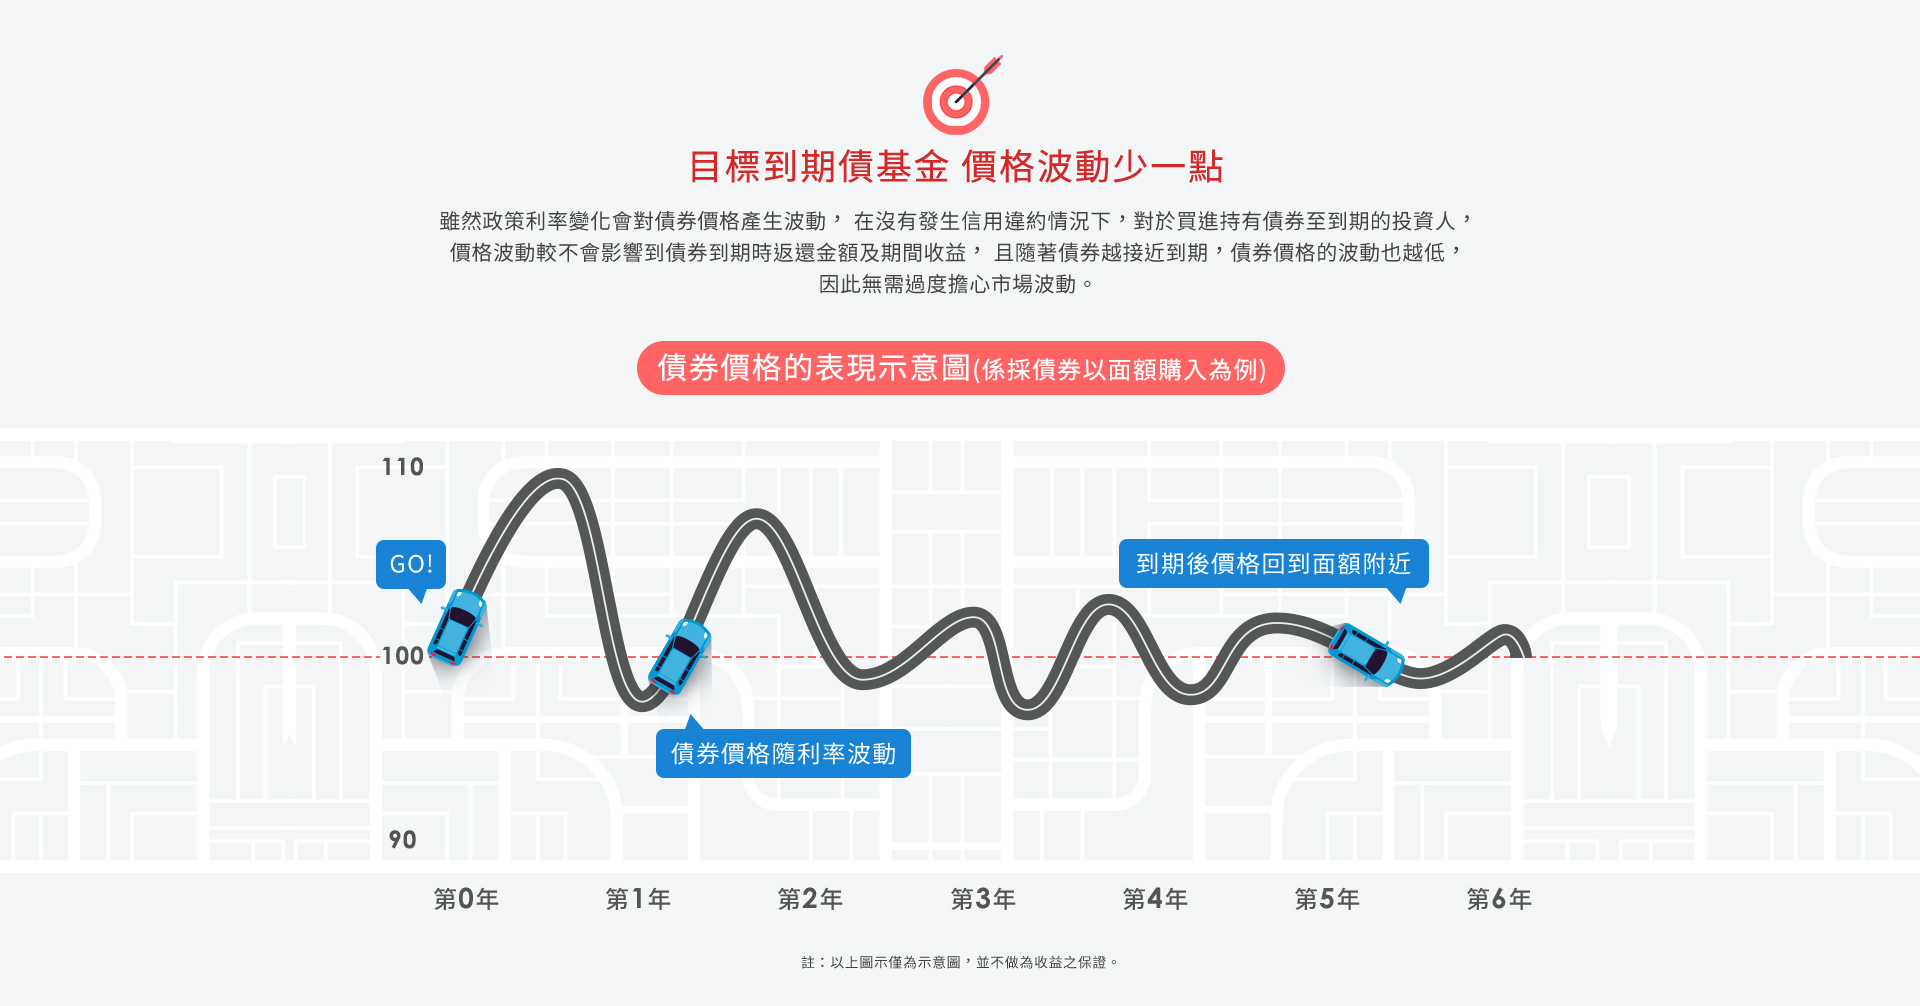 目標到期債基金 價格波動少一點
雖然政策利率變化會對債券價格產生波動， 在沒有發生信用違約情況下，對於買進持有債券至到期的投資人，
價格波動較不會影響到債券到期時返還金額及期間收益， 且隨著債券越接近到期，債券價格的波動也越低，
因此無需過度擔心市場波動。
債券價格的表現示意圖(係採債券以面額購入為例)
110
GO!
到期後價格回到面額附近
100
債券價格隨利率波動
90
第0年 第1年 第2年 第3年 第4年 第5年 第6年
註：以上圖示僅為示意圖，並不做為收益之保證。